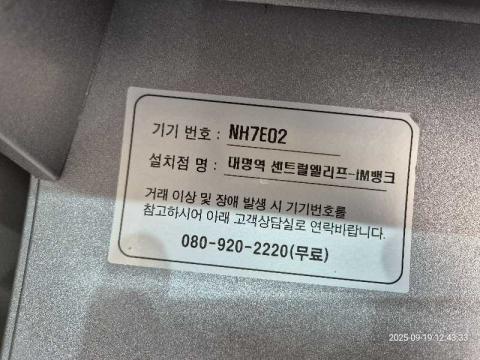 기기 번호 : NH7E02
설치점 명 : 대명역 센트럴엘리프-iM뱅크
거래 이상 및 장애 발생 시 기기번호를
참고하시어 아래 고객상담실로 연락바랍니다.
080-920-2220(무료)
2025-09-19 12:43:33